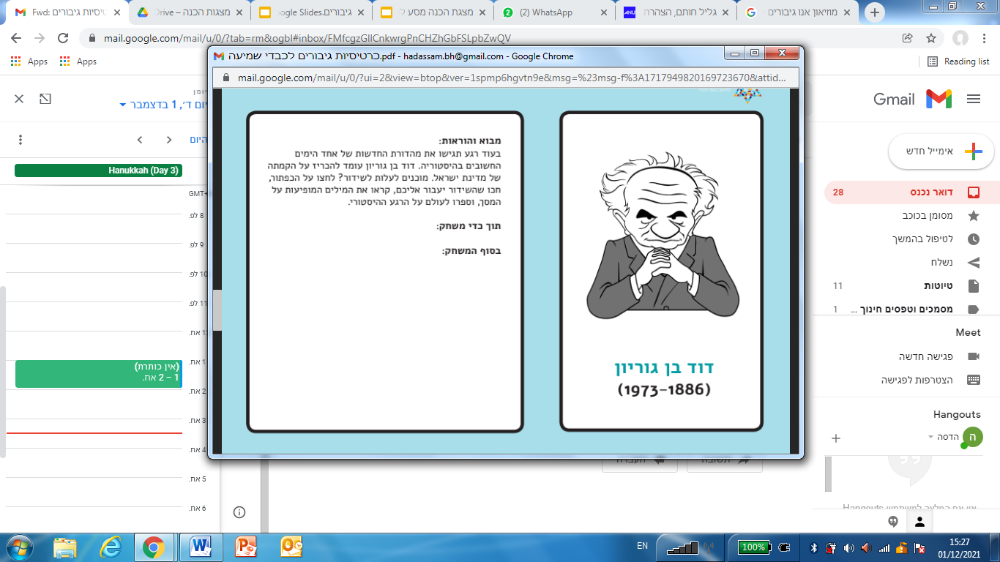 Fwd: כרטיסיות גיבורים
מצגות הכנה – Drive
גיבורים.Google Slides
מצגת הכנה מסע ל
(2) WhatsApp
גליל חותם, הצהרת
מוזיאון אנו גיבורים -
mail.google.com/mail/u/0/?tab=rm&ogbl#inbox/FMfcgzGllCnkwrgPnCHZhGbFSLpbZwQV
Apps
Apps
Reading list
כרטיסיות גיבורים לכבדי שמיעה.pdf - hadassam.bh@gmail.com - Google Chrome
mail.google.com/mail/u/0/?ui=2&view=btop&ver=1spmp6hgvtn9e&msg=%23msg-f%3A1717949820169723670&attid...
יומן
יום ד׳, 1 בדצמבר
היום
Hanukkah (Day 3)
GMT+
8 לפ.
9 לפ.
10 לפ.
11 לפ.
1 אח.
2 אח.
3 אח.
4 אח.
5 אח.
6 אח.
(אין כותרת)
1 – 2 אח.
מבוא והוראות:
בעוד רגע תגישו את מהדורת החדשות של אחד הימים
החשובים בהיסטוריה. דוד בן גוריון עומד להכריז על הקמתה
של מדינת ישראל. מוכנים לעלות לשידור? לחצו על הכפתור,
חכו שהשידור יעבור אליכם, קראו את המילים המופיעות על
המסך, וספרו לעולם על הרגע ההיסטורי.
תוך כדי משחק:
בסוף המשחק:
דוד בן גוריון
(1973–1886)
תשובה
העברה
Gmail
אימייל חדש
דואר נכנס
28
מסומן בכוכב
לטיפול בהמשך
נשלח
טיוטות
11
מסמכים וטפסים חינוך ...
1
Meet
פגישה חדשה
הצטרפות לפגישה
Hangouts
ה
הדסה
EN
100%
15:27
01/12/2021